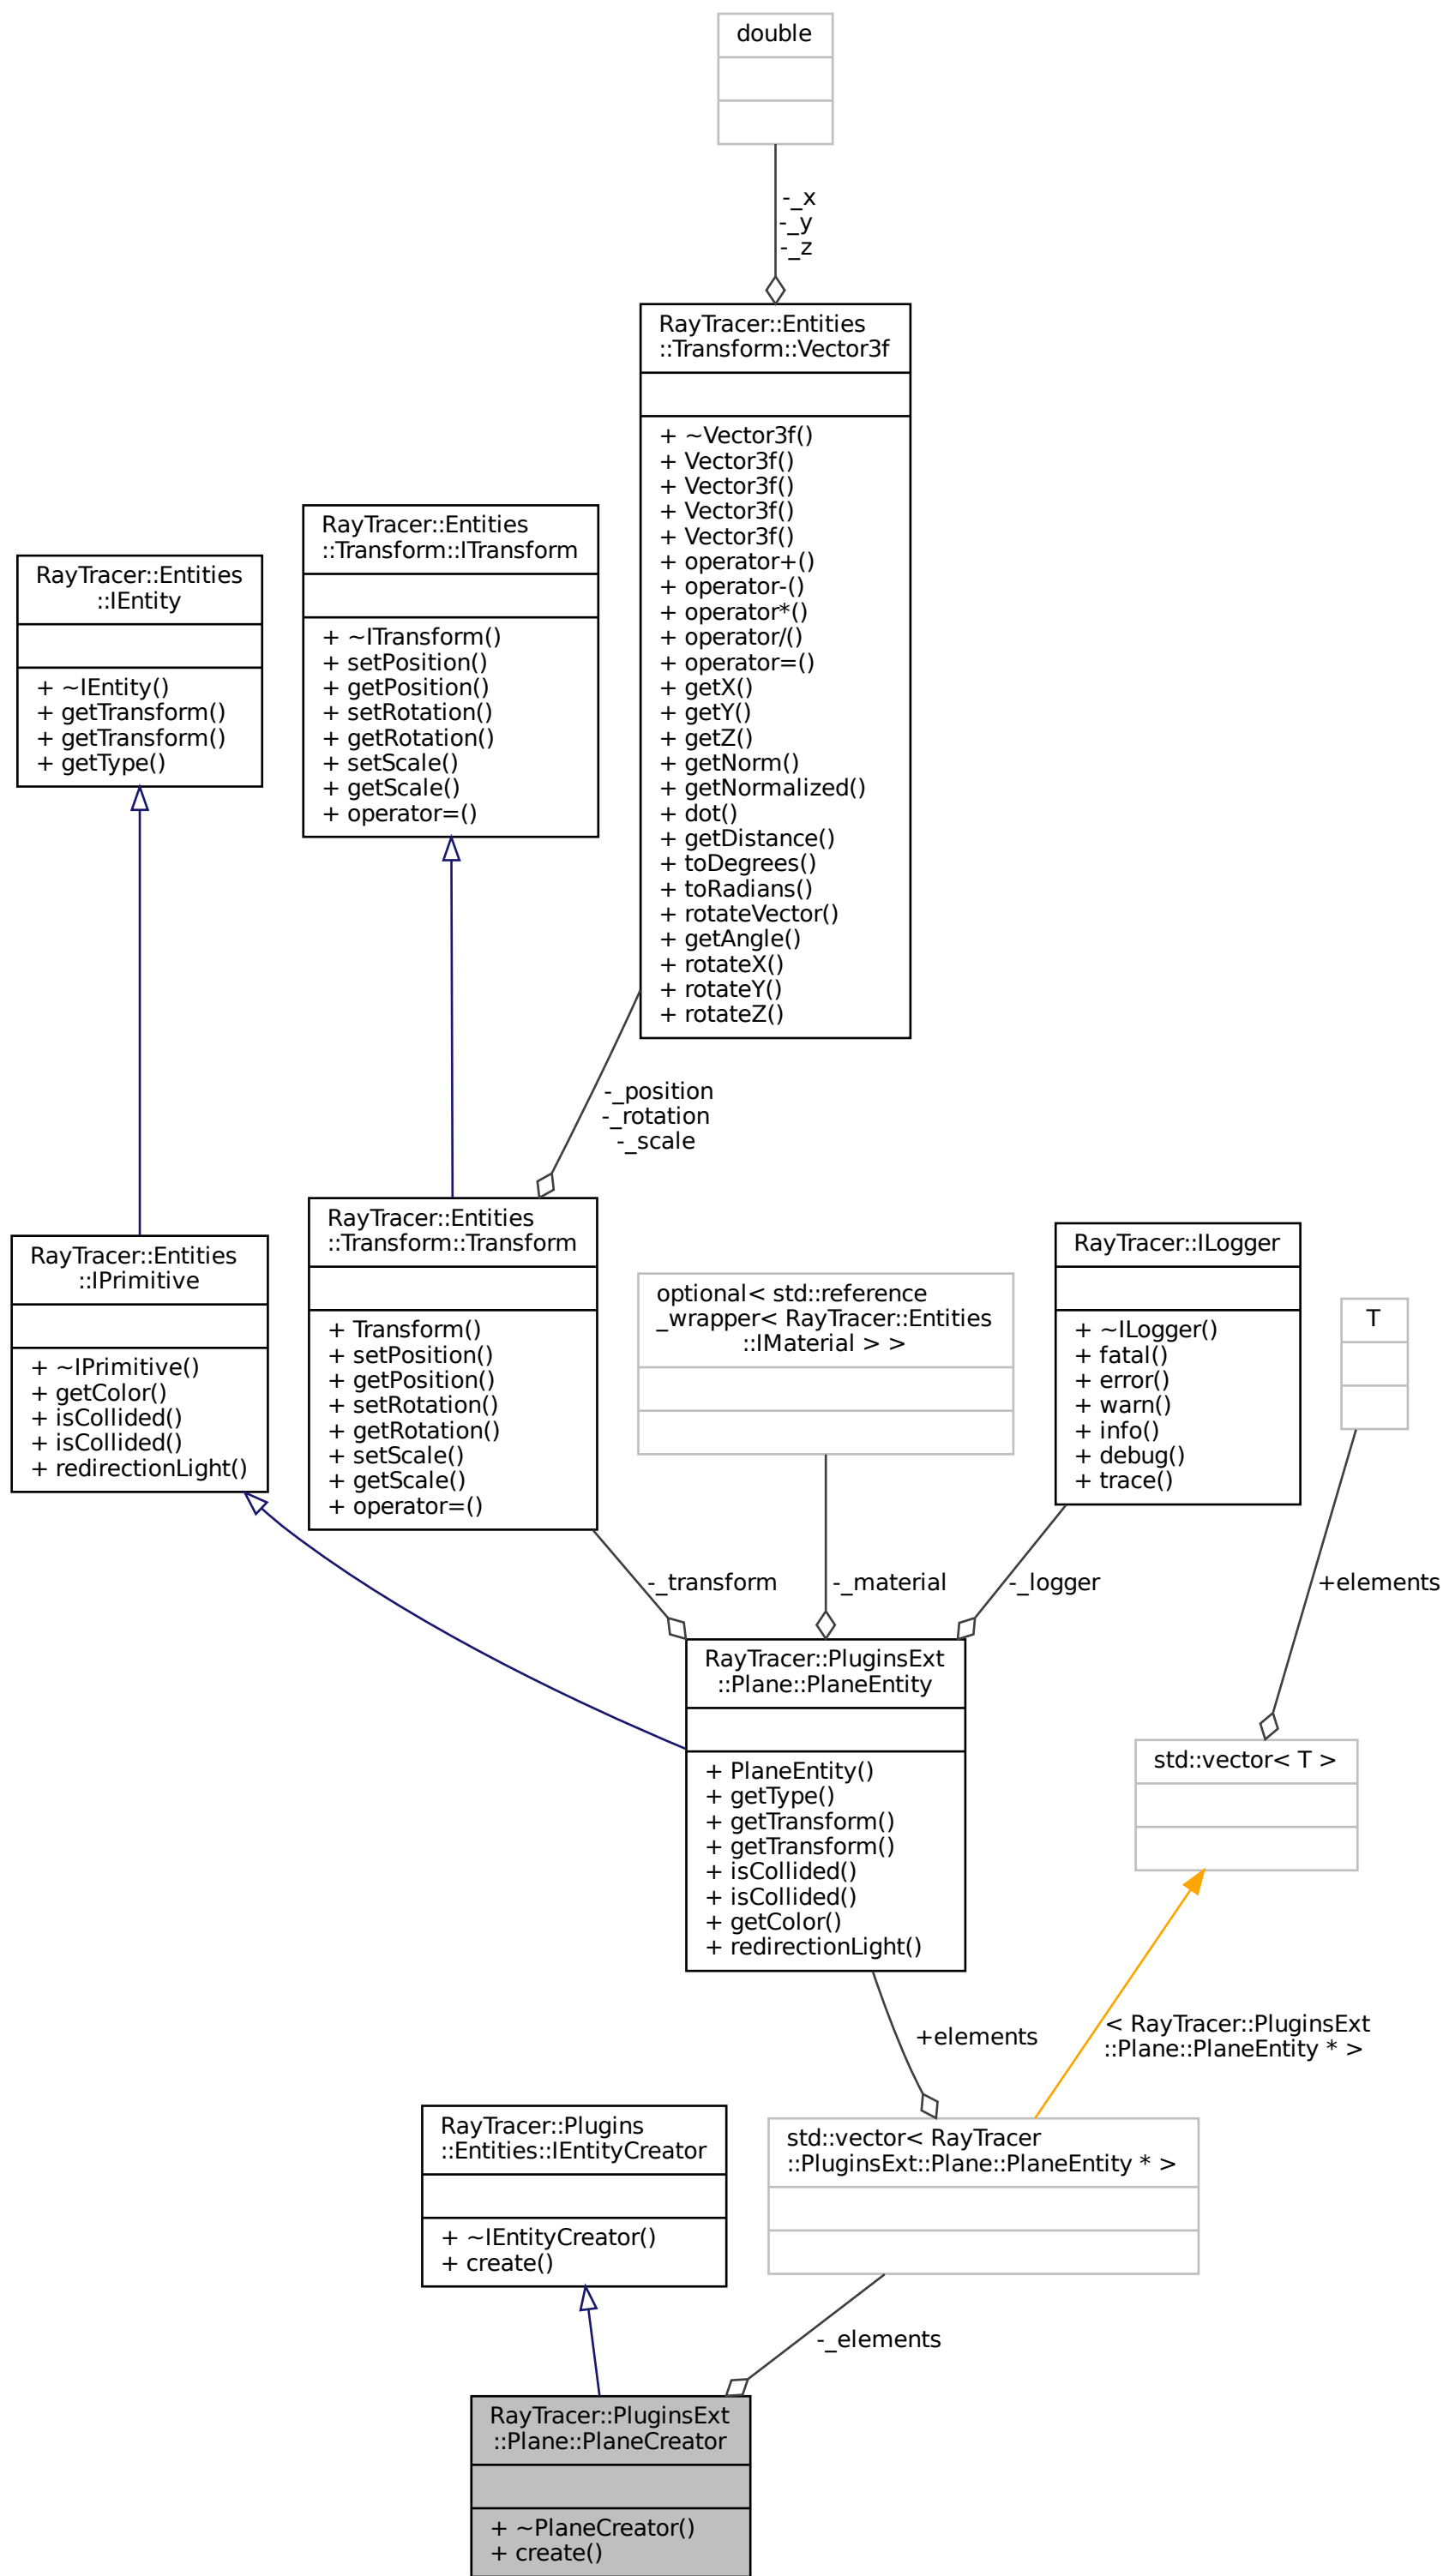 double
-_x
-_y
-_z
RayTracer::Entities
::Transform::Vector3f
+ ~Vector3f()
+ Vector3f()
+ Vector3f()
+ Vector3f()
+ Vector3f()
+ operator+()
+ operator-()
+ operator*()
+ operator/()
+ operator=()
+ getX()
+ getY()
+ getZ()
+ getNorm()
+ getNormalized()
+ dot()
+ getDistance()
+ toDegrees()
+ toRadians()
+ rotateVector()
+ getAngle()
+ rotateX()
+ rotateY()
+ rotateZ()
RayTracer::Entities
::Transform::ITransform
+ ~ITransform()
+ setPosition()
+ getPosition()
+ setRotation()
+ getRotation()
+ setScale()
+ getScale()
+ operator=()
RayTracer::Entities
::IEntity
+ ~IEntity()
+ getTransform()
+ getTransform()
+ getType()
-_position
-_rotation
-_scale
RayTracer::Entities
::Transform::Transform
+ Transform()
+ setPosition()
+ getPosition()
+ setRotation()
+ getRotation()
+ setScale()
+ getScale()
+ operator=()
RayTracer::Entities
::IPrimitive
+ ~IPrimitive()
+ getColor()
+ isCollided()
+ isCollided()
+ redirectionLight()
optional< std::reference
_wrapper< RayTracer::Entities
::IMaterial > >
RayTracer::ILogger
+ ~ILogger()
+ fatal()
+ error()
+ warn()
+ info()
+ debug()
+ trace()
T
-_transform
-_material
-_logger
+elements
RayTracer::PluginsExt
::Plane::PlaneEntity
+ PlaneEntity()
+ getType()
+ getTransform()
+ getTransform()
+ isCollided()
+ isCollided()
+ getColor()
+ redirectionLight()
std::vector< T >
+elements
< RayTracer::PluginsExt
::Plane::PlaneEntity * >
RayTracer::Plugins
::Entities::IEntityCreator
+ ~IEntityCreator()
+ create()
std::vector< RayTracer
::PluginsExt::Plane::PlaneEntity * >
-_elements
RayTracer::PluginsExt
::Plane::PlaneCreator
+ ~PlaneCreator()
+ create()